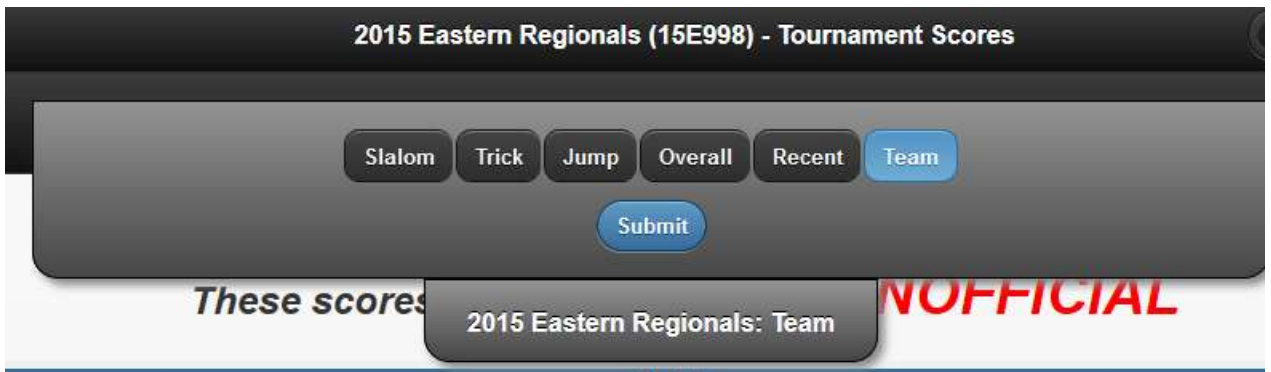 2015 Eastern Regionals (15E998) - Tournament Scores
Slalom Trick Jump Overall Recent Team
Submit
These scores NOFFICIAL
2015 Eastern Regionals: Team